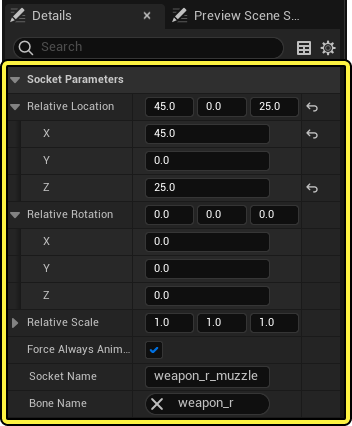 Details
Preview Scene S...
Search
Socket Parameters
Relative Location 45.0 0.0 25.0
X 45.0
Y 0.0
Z 25.0
Relative Rotation 0.0 0.0 0.0
X 0.0
Y 0.0
Z 0.0
Relative Scale 1.0 1.0 1.0
Force Always Anim...
Socket Name weapon_r_muzzle
Bone Name weapon_r